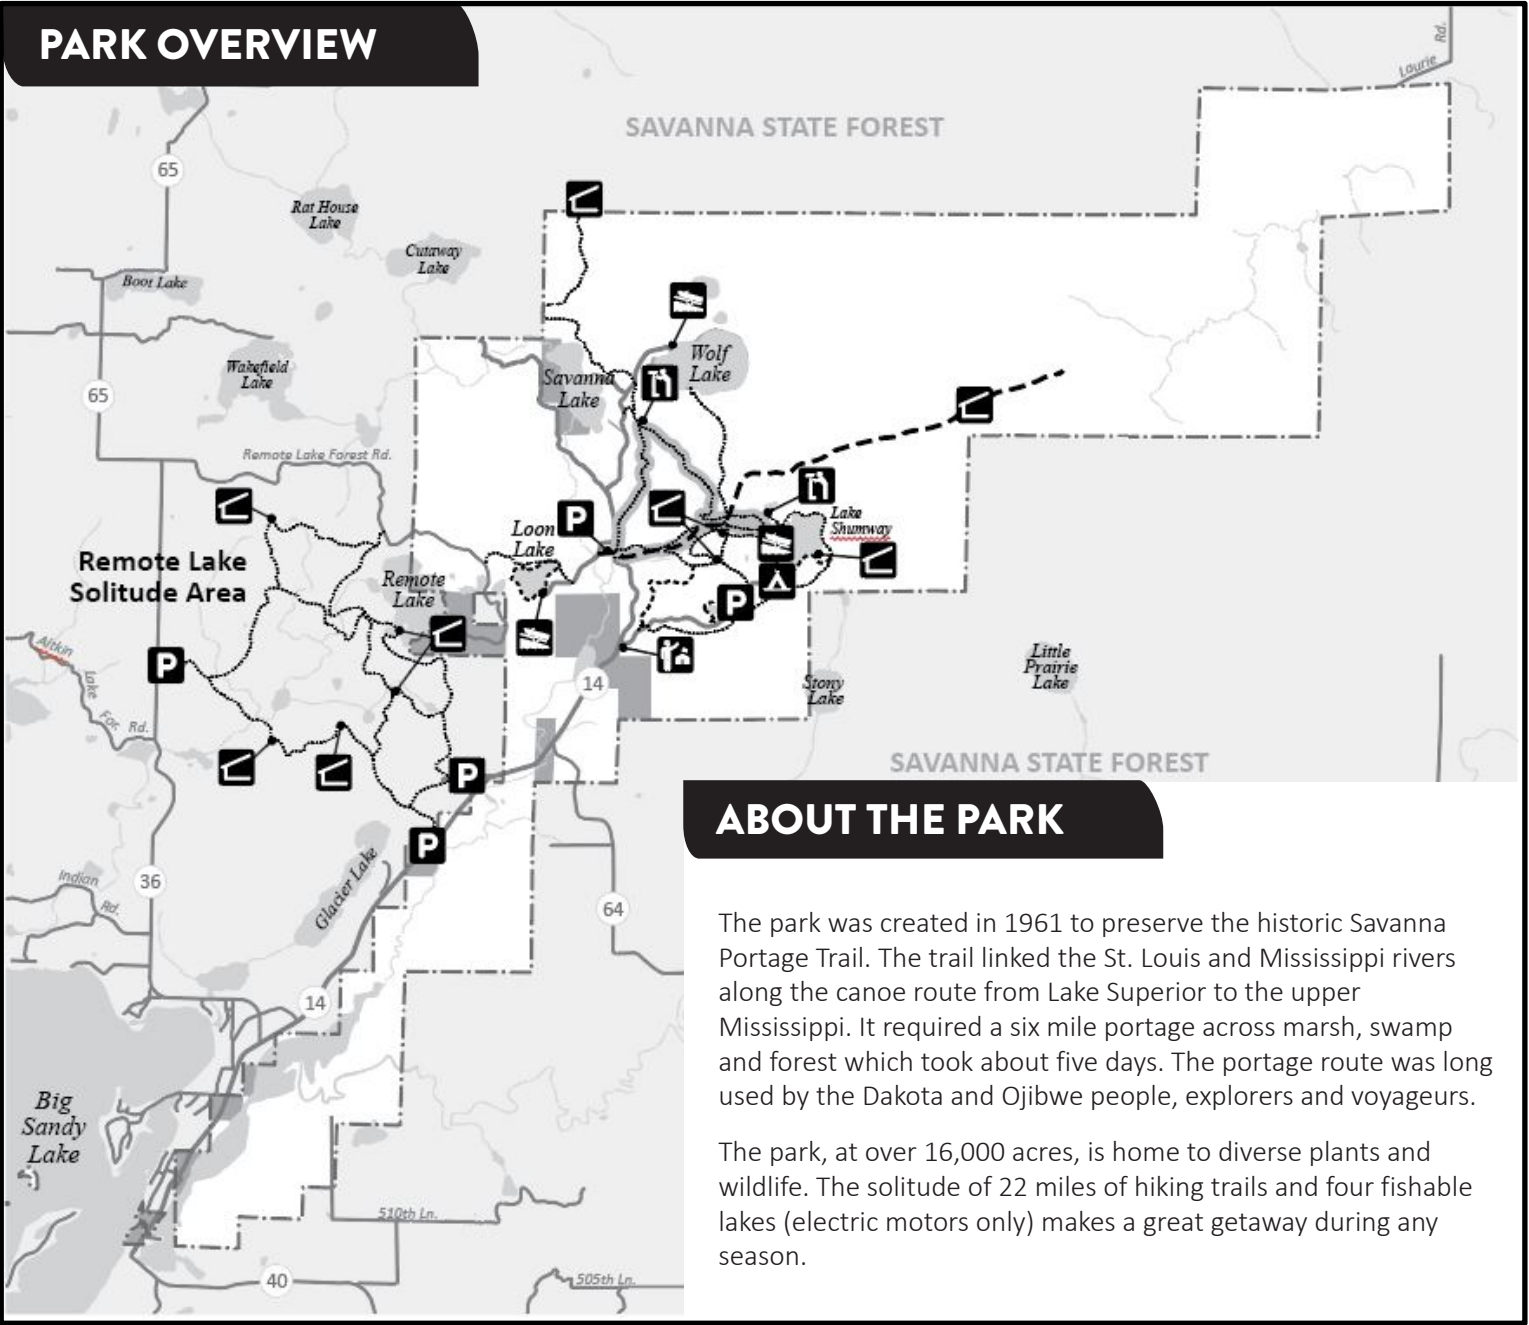 PARK OVERVIEW
Rd.
Laurie
SAVANNA STATE FOREST
65
Rat House
Lake
Cutaway
Lake
Boot Lake
Wolf
Lake
Wakefield
Lake
Savanna
Lake
65
Remote Lake Forest Rd.
P
Lake
Shumway
Loon
Lake
Remote Lake
Solitude Area
Remote
Lake
P
Aitkin
Lake
For.
Rd.
P
Little
Prairie
Lake
Stony
Lake
14
SAVANNA STATE FOREST
P
P
Glacier Lake
36
Indian
Rd.
64
14
Big
Sandy
Lake
510th Ln.
40
505th Ln.
ABOUT THE PARK
The park was created in 1961 to preserve the historic Savanna
Portage Trail. The trail linked the St. Louis and Mississippi rivers
along the canoe route from Lake Superior to the upper
Mississippi. It required a six mile portage across marsh, swamp
and forest which took about five days. The portage route was long
used by the Dakota and Ojibwe people, explorers and voyageurs.
The park, at over 16,000 acres, is home to diverse plants and
wildlife. The solitude of 22 miles of hiking trails and four fishable
lakes (electric motors only) makes a great getaway during any
season.